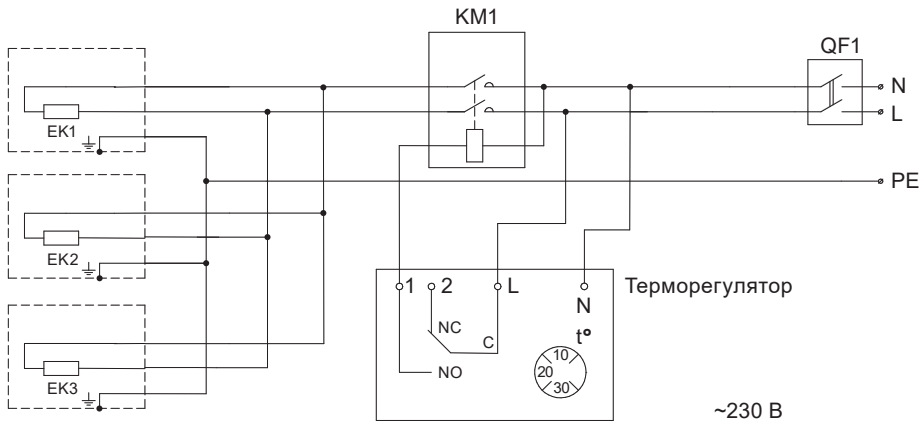 KM1
QF1
N
L
EK1
PE
EK2
1 2 L
N
Терморегулятор
NC
C
t°
10
20
30
NO
EK3
~230 В